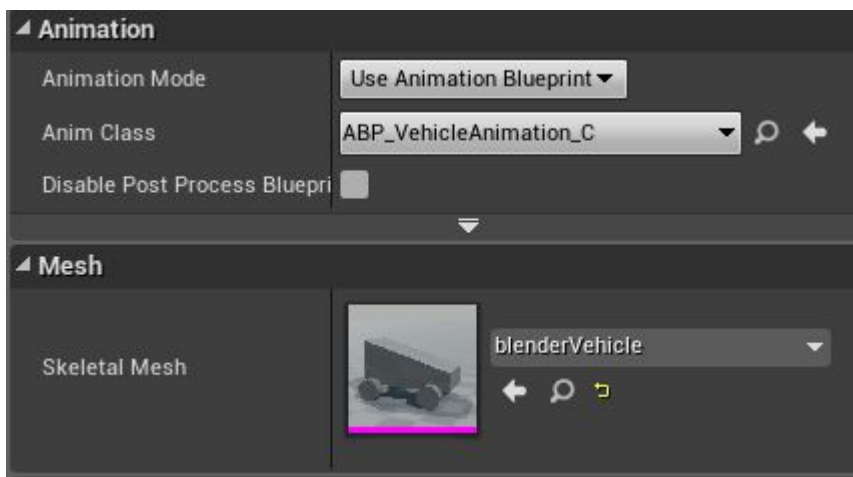 Animation
Animation Mode
Use Animation Blueprint
Anim Class
ABP_VehicleAnimation_C
Disable Post Process Bluepri
Mesh
Skeletal Mesh
blenderVehicle